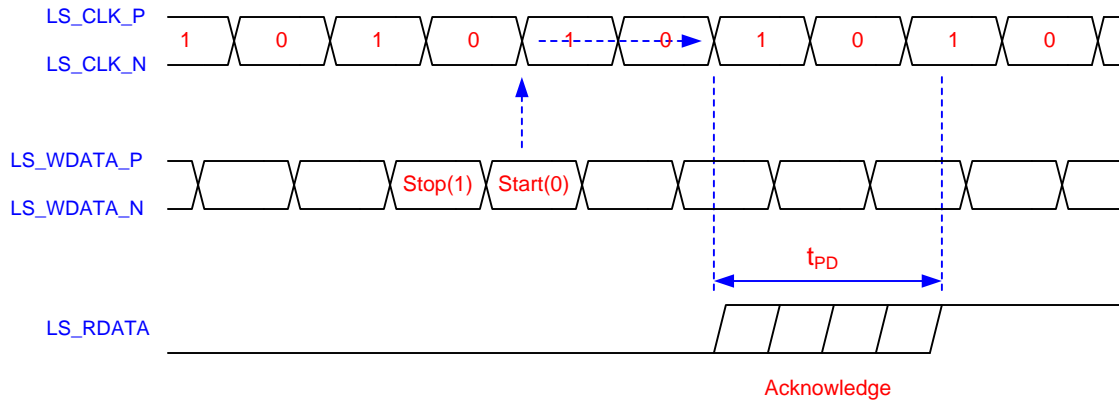 LS_CLK_P
1 0 1 0 1 0 1 0 1 0
LS_CLK_N
LS_WDATA_P
Stop(1) Start(0)
LS_WDATA_N
tPD
LS_RDATA
Acknowledge